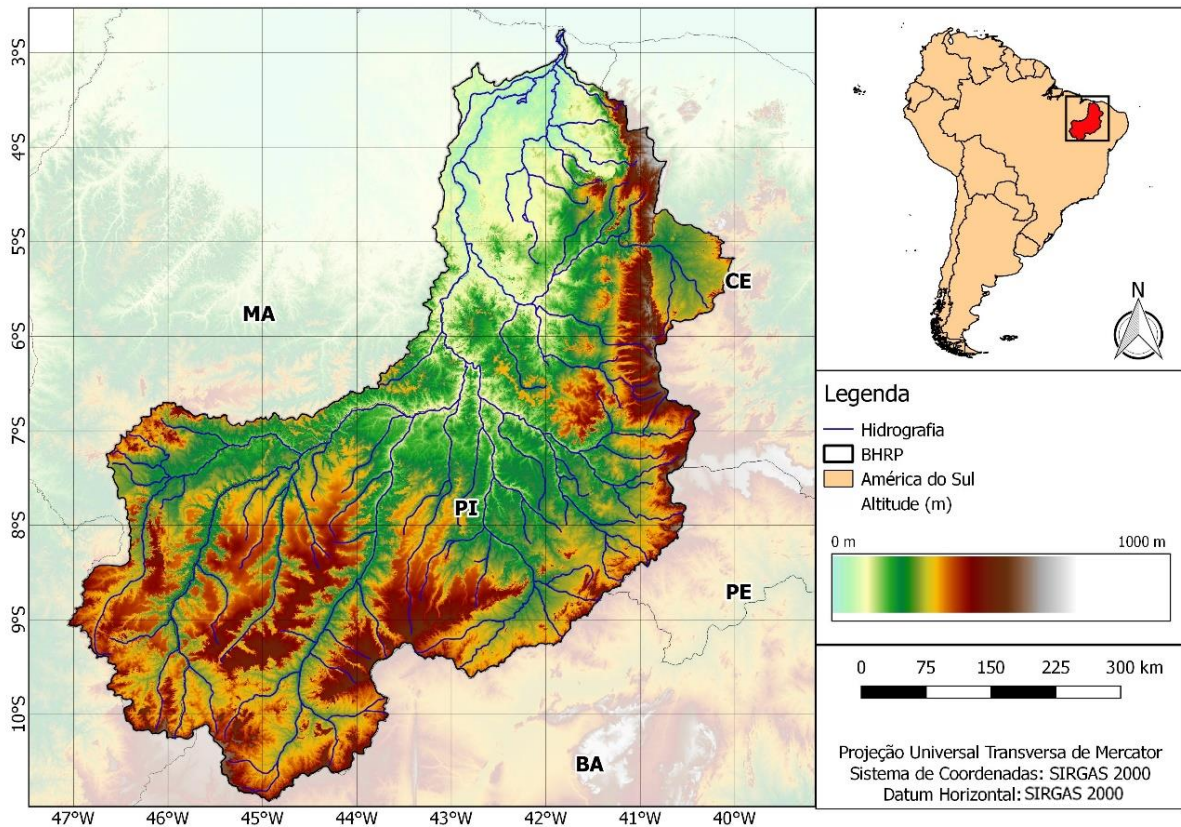 3°S
4°S
5°S
6°S
7°S
8°S
9°S
10°S
MA
CE
PI
PE
BA
47°W
46°W
45°W
44°W
43°W
42°W
41°W
40°W
N
Legenda
Hidrografia
BHRP
América do Sul
Altitude (m)
0 m
1000 m
0 75 150 225 300 km
Projeção Universal Transversa de Mercator
Sistema de Coordenadas: SIRGAS 2000
Datum Horizontal: SIRGAS 2000